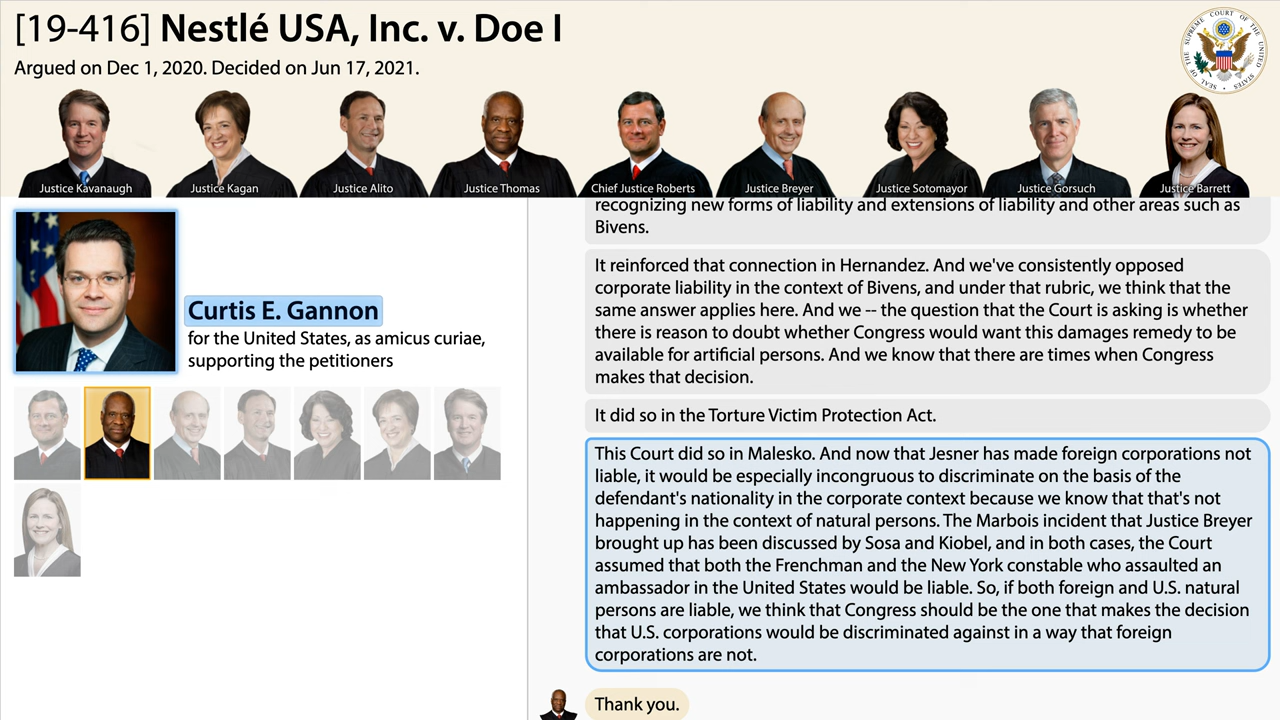 [19-416] Nestlé USA, Inc. v. Doe I
Argued on Dec 1, 2020. Decided on Jun 17, 2021.
SEAL OF THE SUPREME COURT OF THE UNITED STATES
Justice Kavanaugh
Justice Kagan
Justice Alito
Justice Thomas
Chief Justice Roberts
Justice Breyer
Justice Sotomayor
Justice Gorsuch
Justice Barrett
Curtis E. Gannon
for the United States, as amicus curiae,
supporting the petitioners
recognizing new forms of liability and extensions of liability and other areas such as
Bivens.
It reinforced that connection in Hernandez. And we've consistently opposed
corporate liability in the context of Bivens, and under that rubric, we think that the
same answer applies here. And we -- the question that the Court is asking is whether
there is reason to doubt whether Congress would want this damages remedy to be
available for artificial persons. And we know that there are times when Congress
makes that decision.
It did so in the Torture Victim Protection Act.
This Court did so in Malesko. And now that Jesner has made foreign corporations not
liable, it would be especially incongruous to discriminate on the basis of the
defendant's nationality in the corporate context because we know that that's not
happening in the context of natural persons. The Marbois incident that Justice Breyer
brought up has been discussed by Sosa and Kiobel, and in both cases, the Court
assumed that both the Frenchman and the New York constable who assaulted an
ambassador in the United States would be liable. So, if both foreign and U.S. natural
persons are liable, we think that Congress should be the one that makes the decision
that U.S. corporations would be discriminated against in a way that foreign
corporations are not.
Thank you.